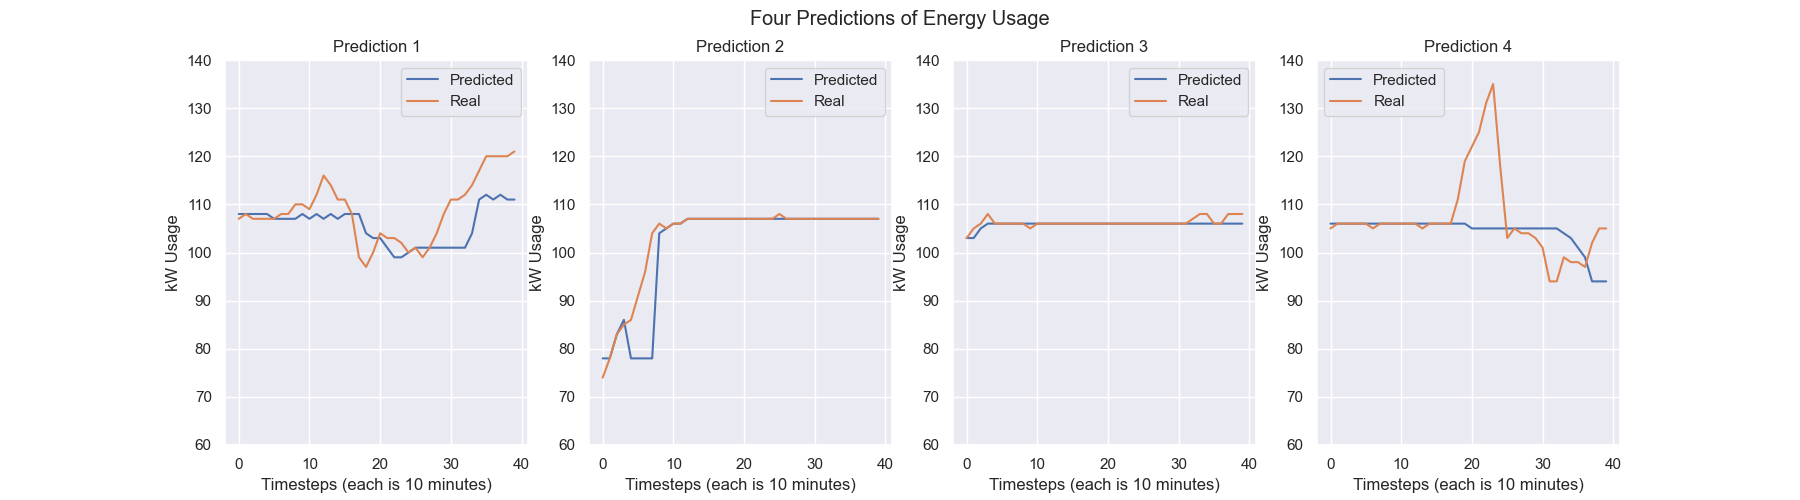 Four Predictions of Energy Usage
Prediction 1
140
130
120
110
100
90
80
70
60
kW Usage
Predicted
Real
0 10 20 30 40
Timesteps (each is 10 minutes)
Prediction 2
140
130
120
110
100
90
80
70
60
kW Usage
Predicted
Real
0 10 20 30 40
Timesteps (each is 10 minutes)
Prediction 3
140
130
120
110
100
90
80
70
60
kW Usage
Predicted
Real
0 10 20 30 40
Timesteps (each is 10 minutes)
Prediction 4
140
130
120
110
100
90
80
70
60
kW Usage
Predicted
Real
0 10 20 30 40
Timesteps (each is 10 minutes)